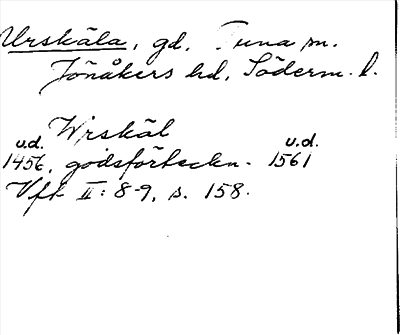 Urskäla, gd, Tuna sn.
Jönåkers hd, Söderm. l.
Wrskäl
u.d. 1456, godsförteckn. u.d. 1561
Vft II: 8-9, s. 158.